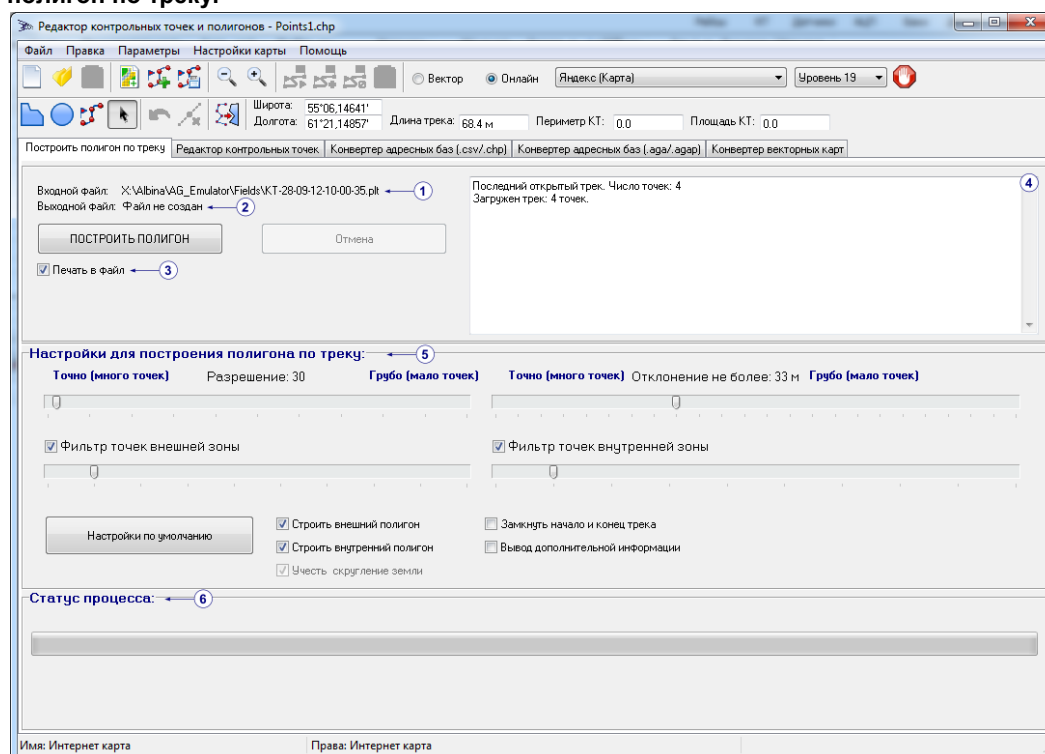 полигон по треку.
Редактор контрольных точек и полигонов - Points1.chp
Файл Правка Параметры Настройки карты Помощь
Вектор Онлайн Яндекс (Карта) Уровень 19
Широта: 55°06,14641'
Долгота: 61°21,14857' Длина трека: 68.4 м Периметр КТ: 0.0 Площадь КТ: 0.0
Построить полигон по треку Редактор контрольных точек Конвертер адресных баз (.csv/.chp) Конвертер адресных баз (.aga/.agap) Конвертер векторных карт
Входной файл: X:\Albina\AG_Emulator\Fields\KT-28-09-12-10-00-35.plt 1
Выходной файл: Файл не создан 2
ПОСТРОИТЬ ПОЛИГОН Отмена
Печать в файл 3
Последний открытый трек. Число точек: 4 4
Загружен трек: 4 точек.
Настройки для построения полигона по треку: 5
Точно (много точек) Разрешение: 30 Грубо (мало точек) Точно (много точек) Отклонение не более: 33 м Грубо (мало точек)
Фильтр точек внешней зоны Фильтр точек внутренней зоны
Настройки по умолчанию
Строить внешний полигон Замкнуть начало и конец трека
Строить внутренний полигон Вывод дополнительной информации
Учесть скругление земли
Статус процесса: 6
Имя: Интернет карта Права: Интернет карта